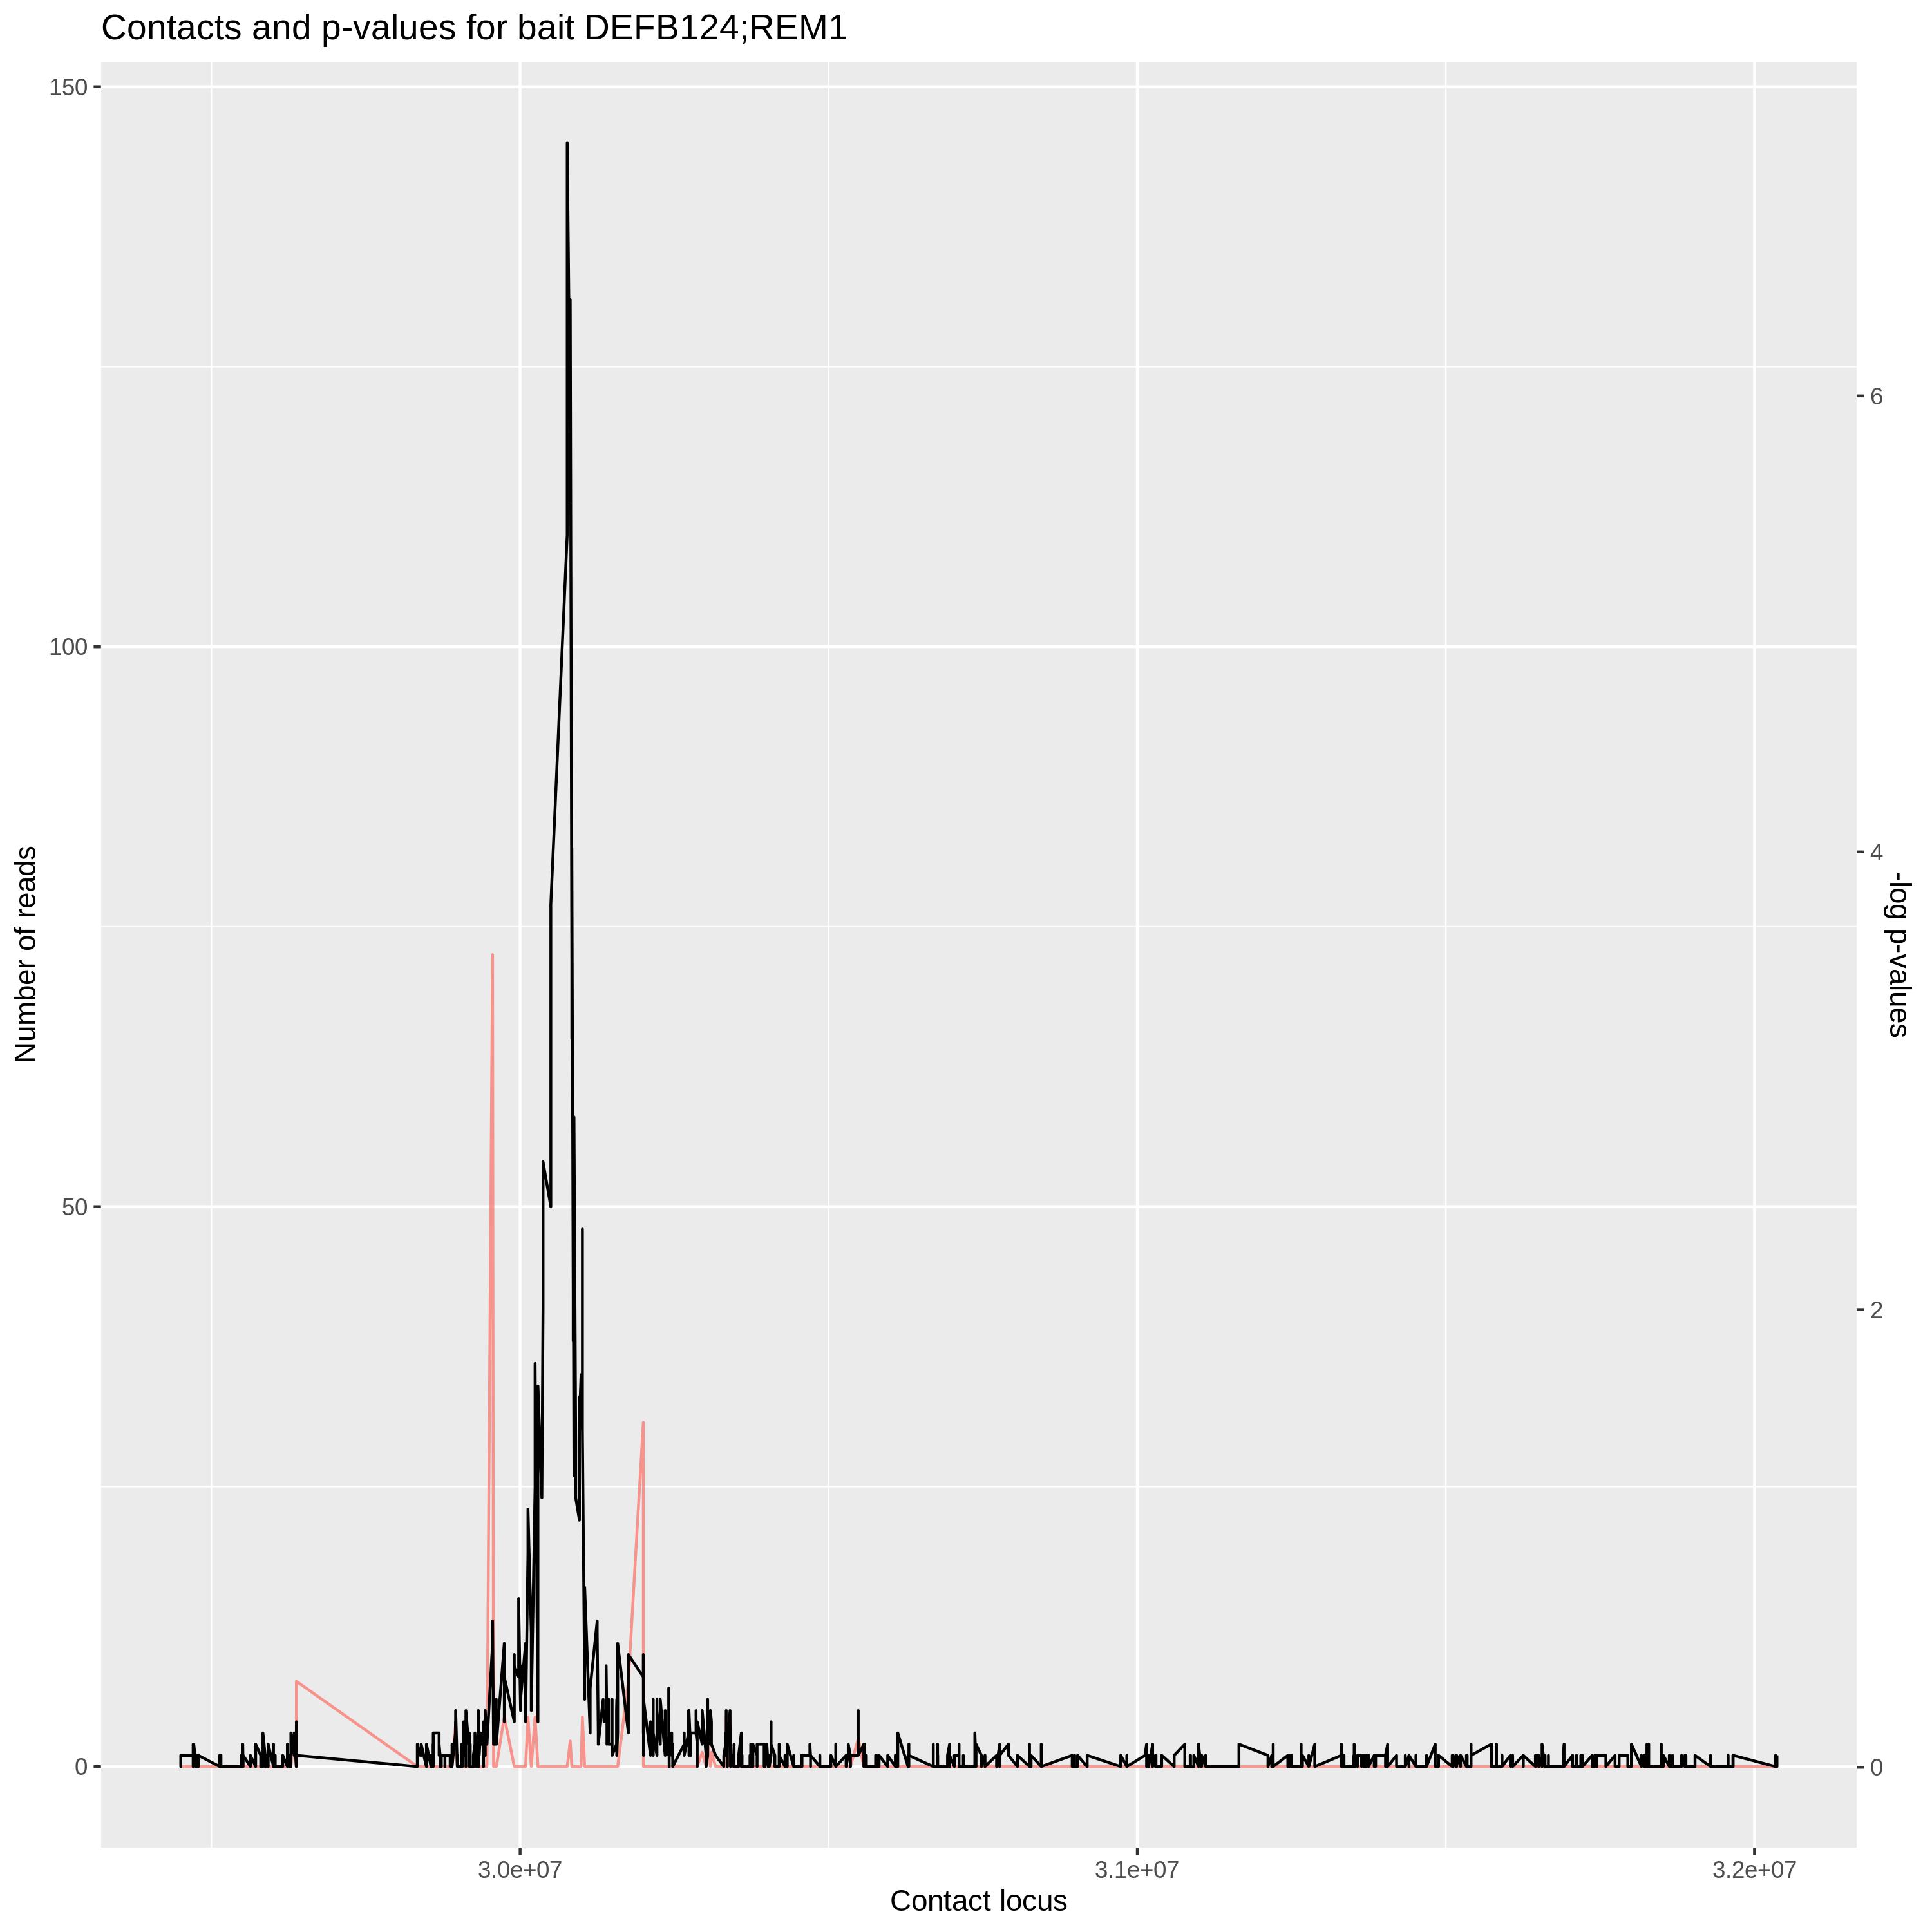 Contacts and p-values for bait DEFB124;REM1
150
100
50
0
Number of reads
6
4
2
0
-log p-values
3.0e+07
3.1e+07
3.2e+07
Contact locus